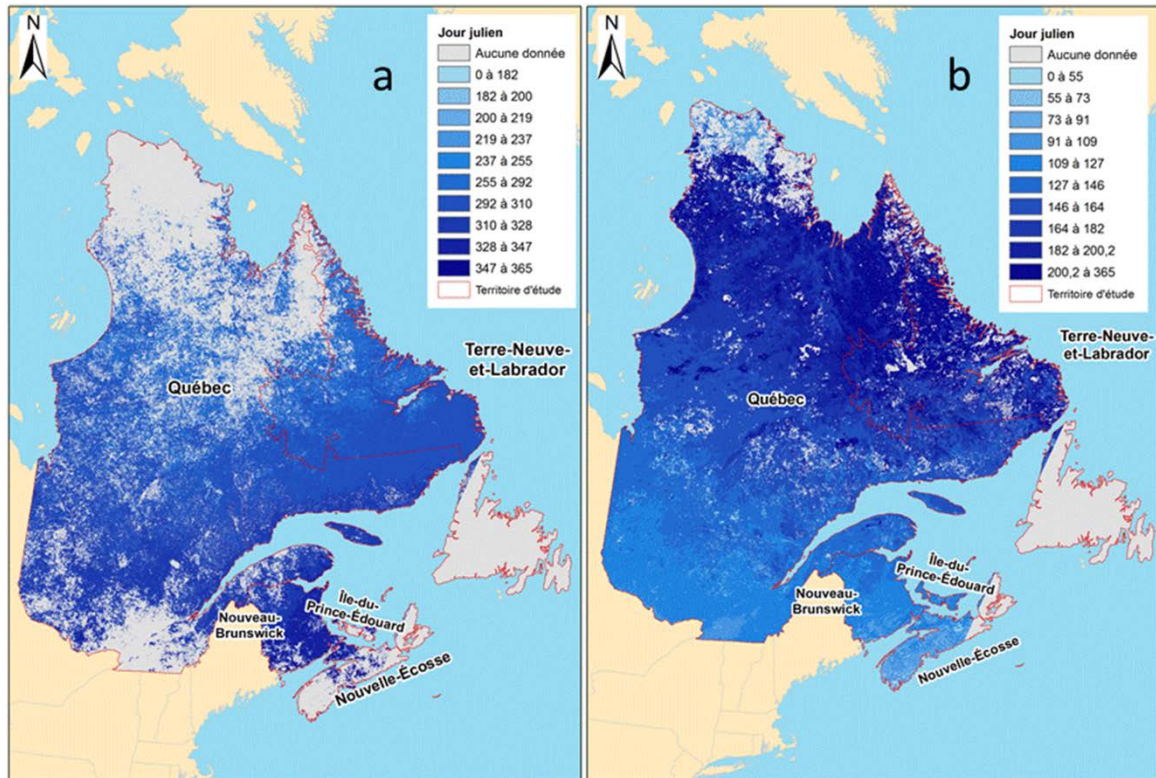 N
a
Jour julien
Aucune donnée
0 à 182
182 à 200
200 à 219
219 à 237
237 à 255
255 à 292
292 à 310
310 à 328
328 à 347
347 à 365
Territoire d'étude
Terre-Neuve-
et-Labrador
Québec
Île-du-
Prince-Édouard
Nouveau-
Brunswick
Nouvelle-Écosse
N
b
Jour julien
Aucune donnée
0 à 55
55 à 73
73 à 91
91 à 109
109 à 127
127 à 146
146 à 164
164 à 182
182 à 200,2
200,2 à 365
Territoire d'étude
Terre-Neuve-
et-Labrador
Québec
Île-du-
Prince-Édouard
Nouveau-
Brunswick
Nouvelle-Écosse